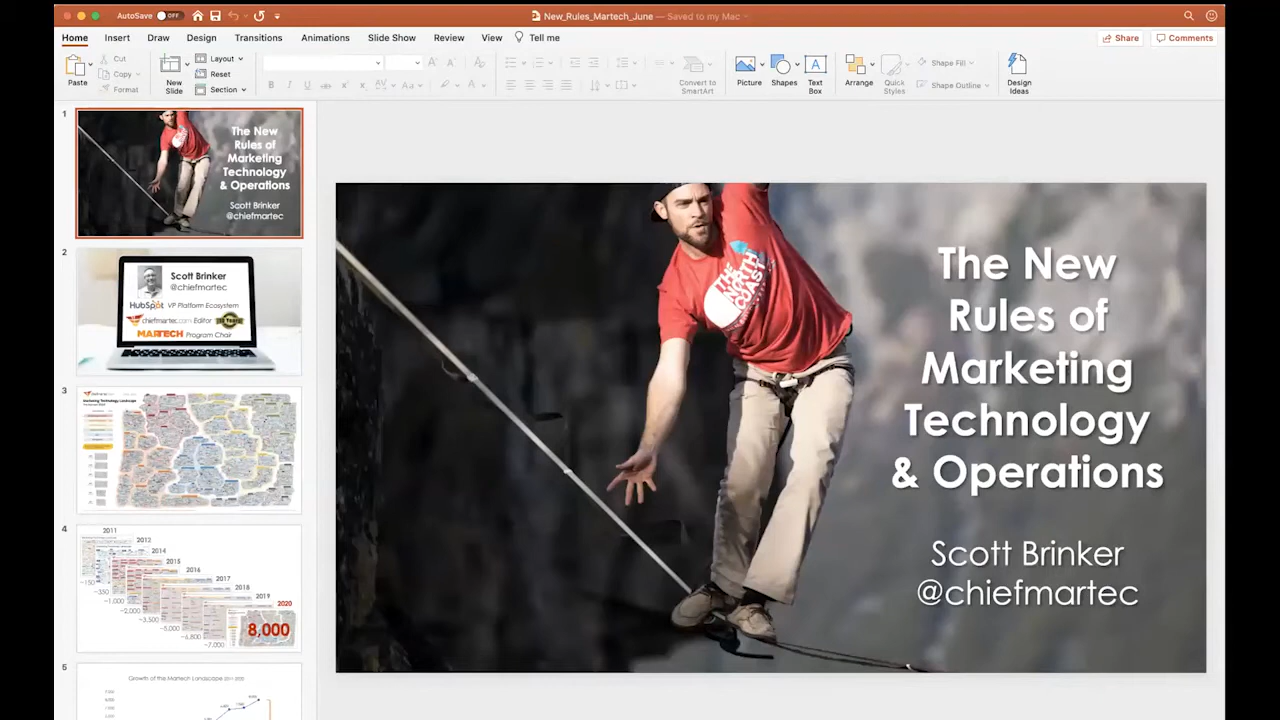 AutoSave OFF
New_Rules_Martech_June — Saved to my Mac
Home Insert Draw Design Transitions Animations Slide Show Review View Tell me
Share Comments
Paste
Cut
Copy
Format
New
Slide
Layout
Reset
Section
B I U
Convert to
SmartArt
Picture
Shapes
Text
Box
Arrange
Quick
Styles
Shape Fill
Shape Outline
Design
Ideas
1
The New
Rules of
Marketing
Technology
& Operations
Scott Brinker
@chiefmartec
2
Scott Brinker
@chiefmartec
HubSpot VP Platform Ecosystem
chiefmartec.com Editor
MARTECH Program Chair
3
4
2011
2012
2014
2015
2016
2017
2018
2019
2020
~150
~350
~1,000
~2,000
~3,500
~5,000
~6,800
~7,000
8,000
5
Growth of the Martech Landscape
THE
NORTH
COAST
The New
Rules of
Marketing
Technology
& Operations
Scott Brinker
@chiefmartec